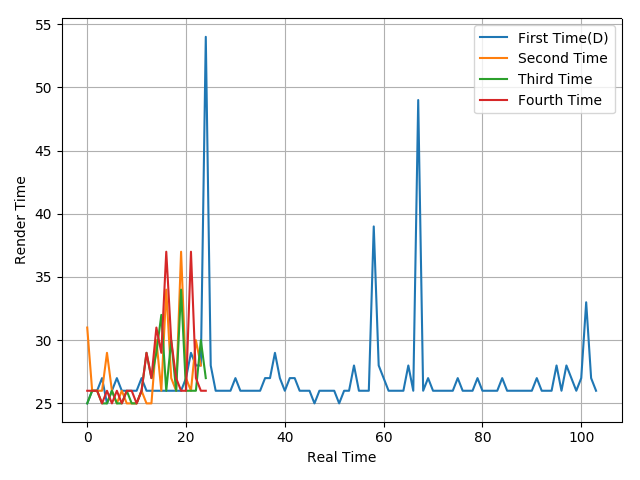 55
50
45
40
35
30
25
Render Time
0 20 40 60 80 100
Real Time
First Time(D)
Second Time
Third Time
Fourth Time